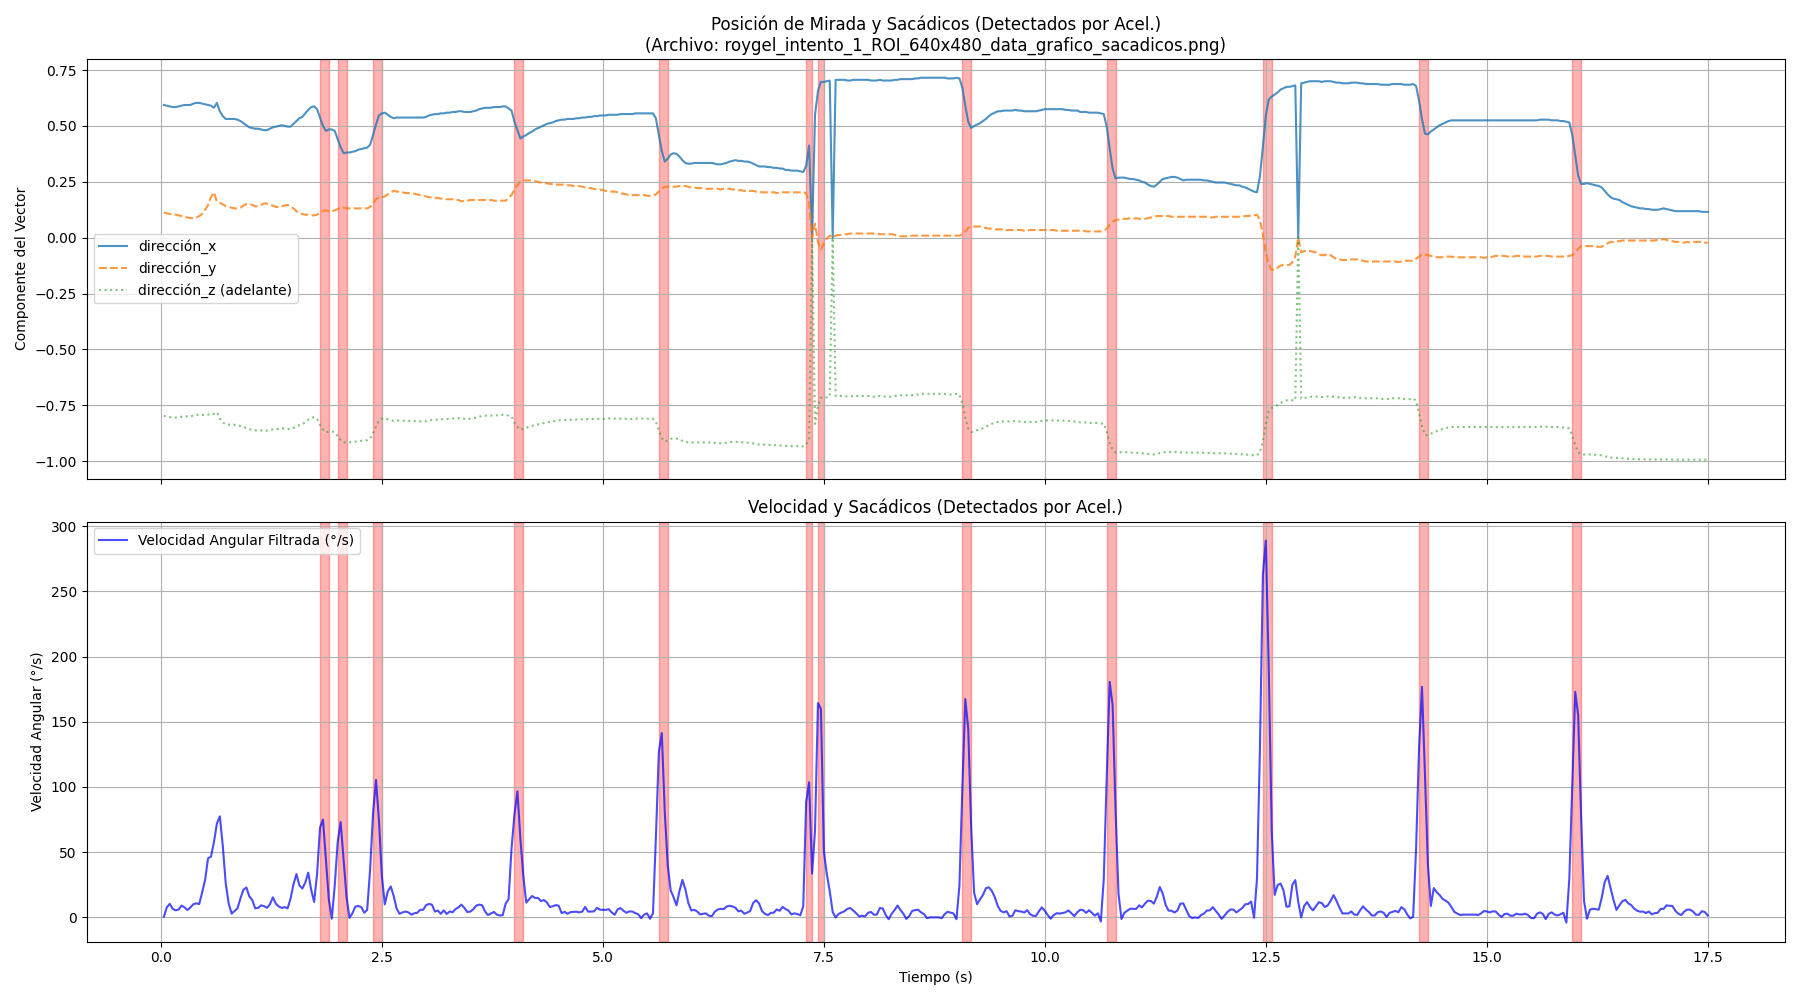 Posición de Mirada y Sacádicos (Detectados por Acel.)
(Archivo: roygel_intento_1_ROI_640x480_data_grafico_sacadicos.png)
Componente del Vector
0.75
0.50
0.25
0.00
−0.25
−0.50
−0.75
−1.00
dirección_x
dirección_y
dirección_z (adelante)
Velocidad y Sacádicos (Detectados por Acel.)
Velocidad Angular (°/s)
300
250
200
150
100
50
0
Velocidad Angular Filtrada (°/s)
0.0 2.5 5.0 7.5 10.0 12.5 15.0 17.5
Tiempo (s)